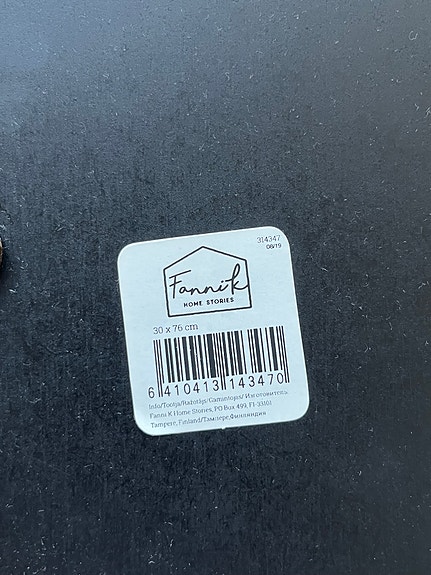 314347
08/19
Fanni k
HOME STORIES
30 x 76 cm
6 410413 143470
Info/Tootja/Ražotājs/Gamintojas/ Изготовитель:
Fanni K Home Stories, PO Box 499, FI-33101
Tampere, Finland/Тампере,Финляндия